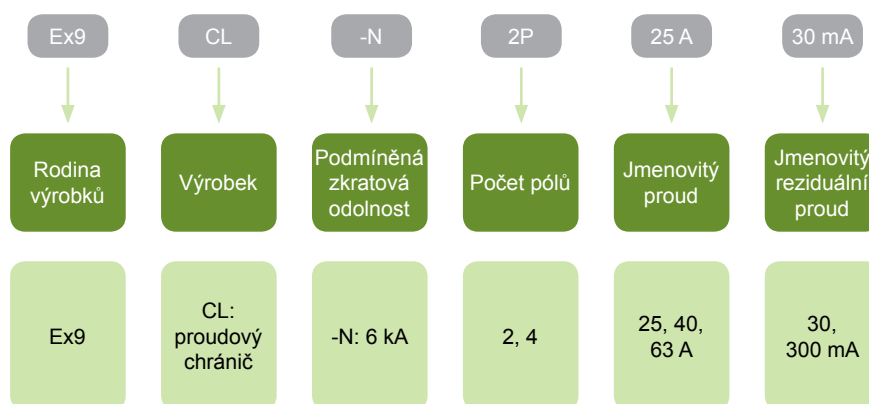 Ex9
CL
-N
2P
25 A
30 mA
Rodina
výrobků
Výrobek
Podmíněná
zkratová
odolnost
Počet pólů
Jmenovitý
proud
Jmenovitý
reziduální
proud
Ex9
CL:
proudový
chránič
-N: 6 kA
2, 4
25, 40,
63 A
30,
300 mA